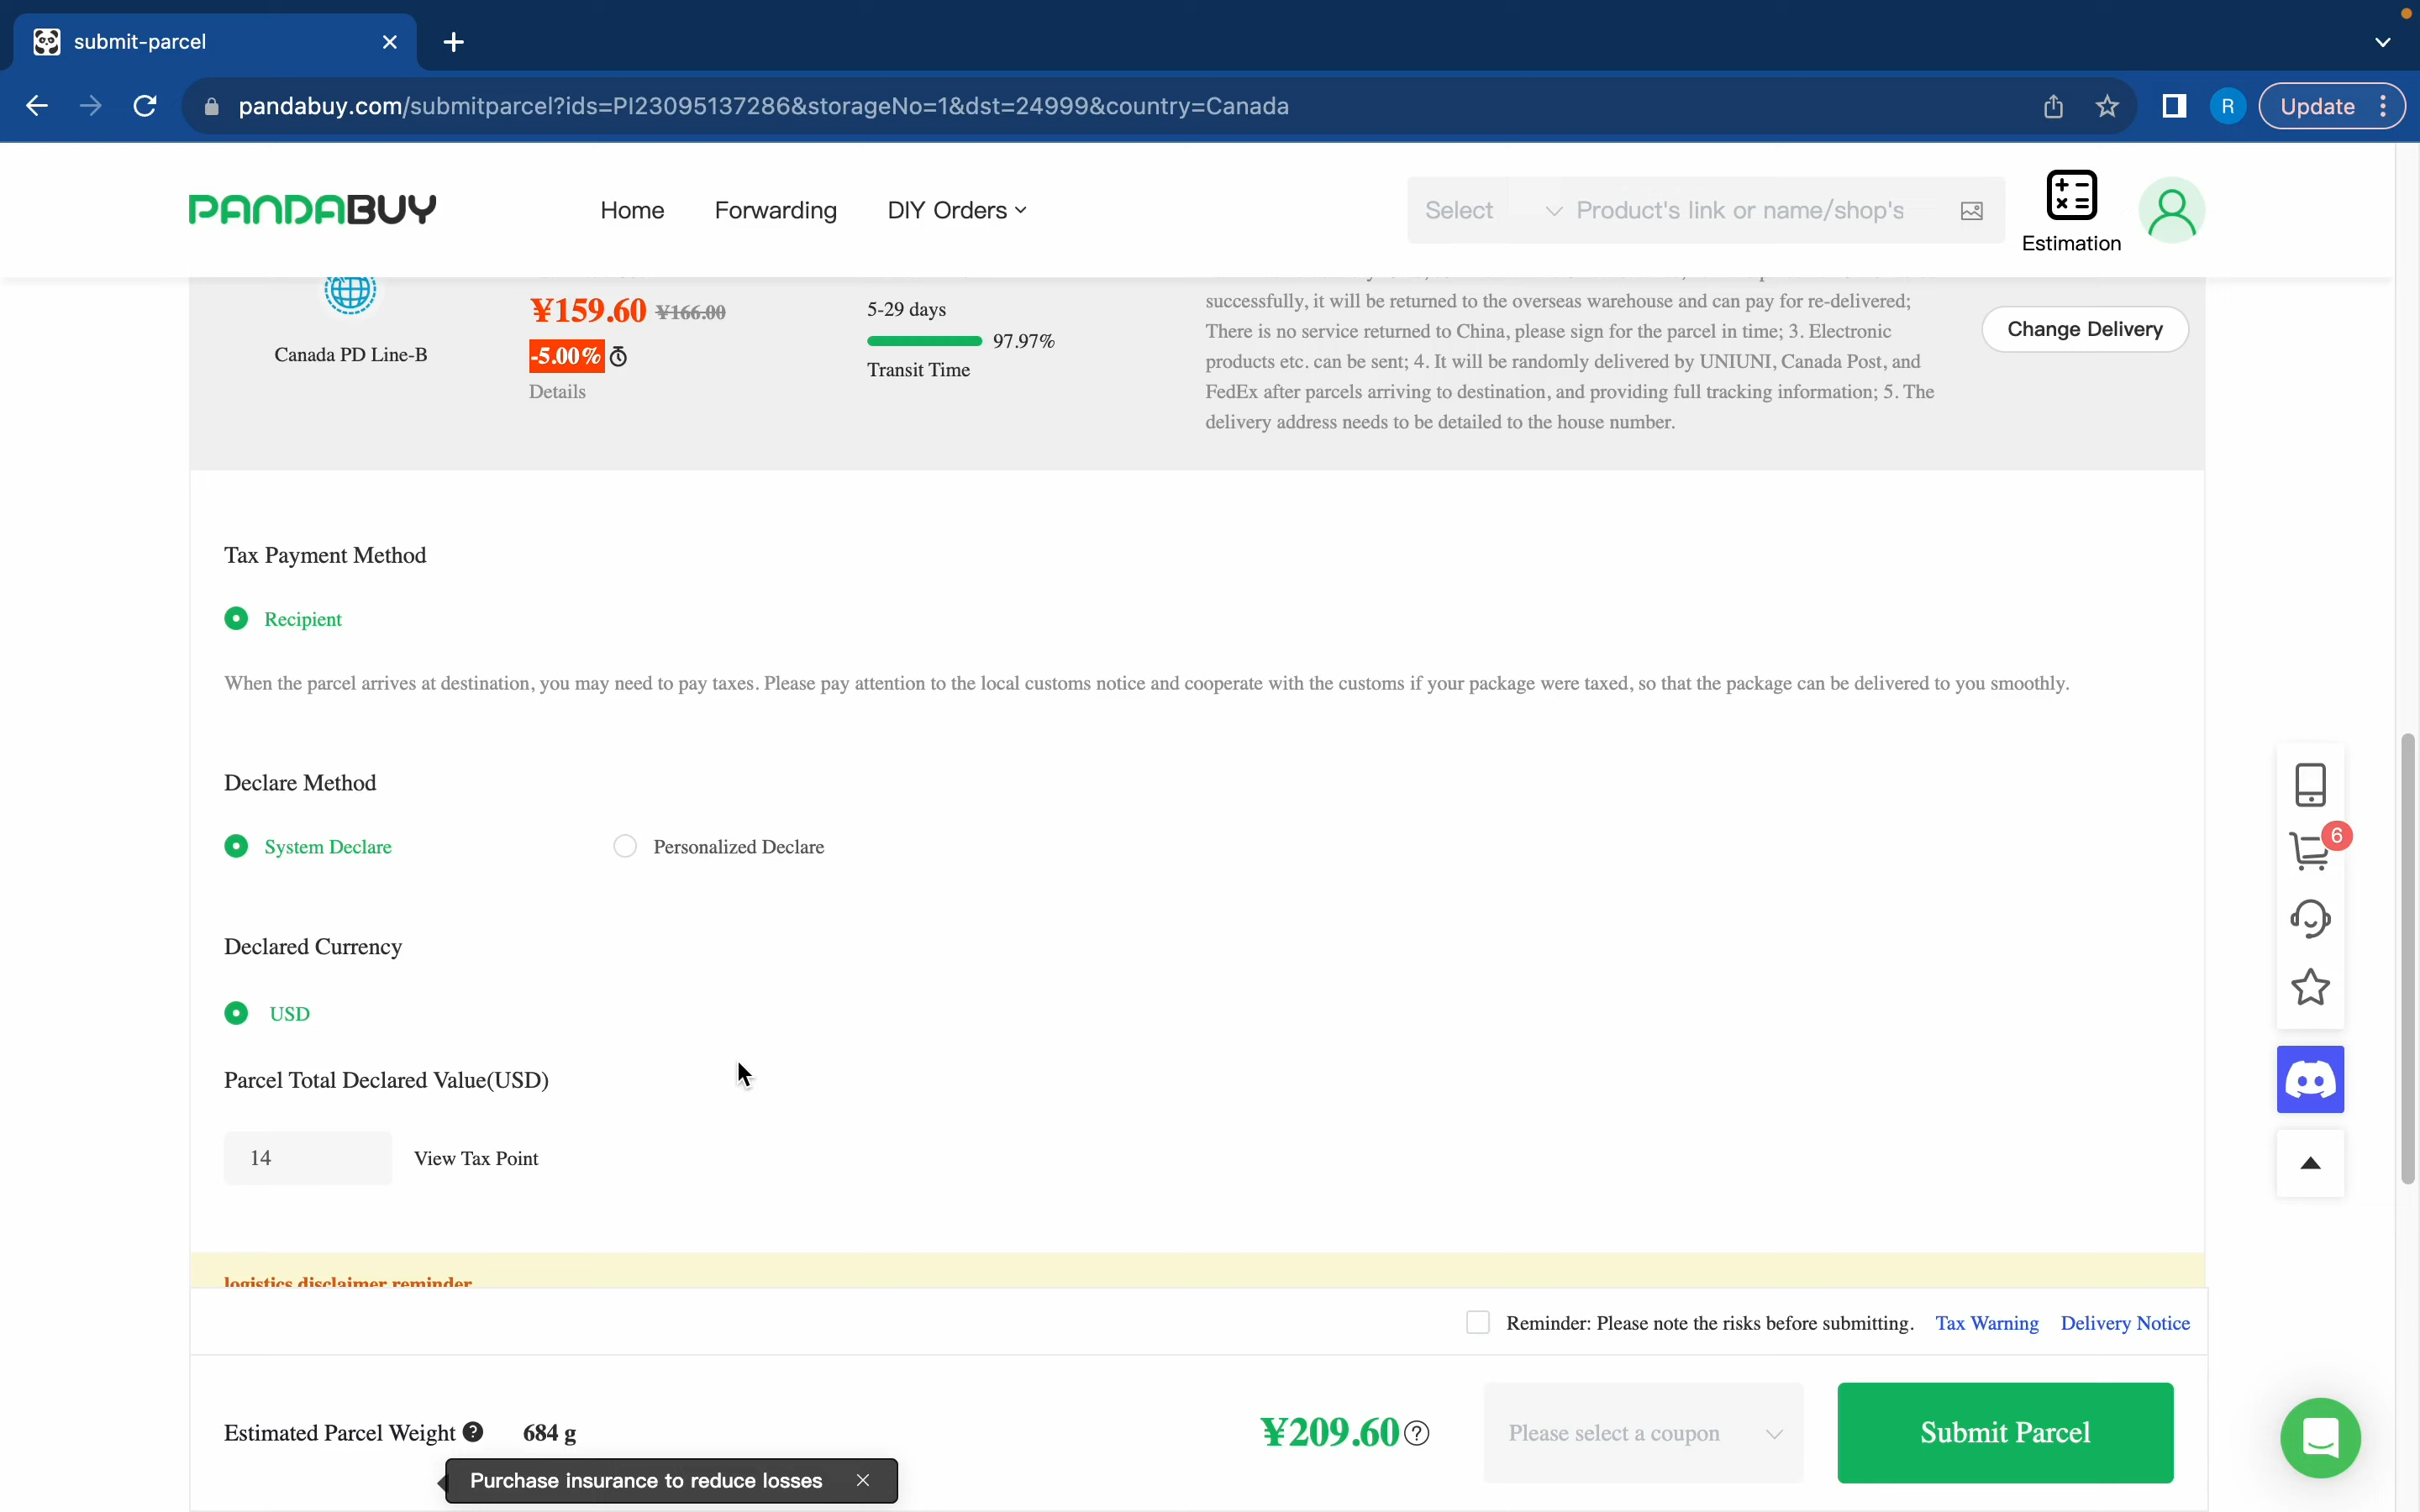 submit-parcel
pandabuy.com/submitparcel?ids=PI23095137286&storageNo=1&dst=24999&country=Canada
R
Update
PANDABUY
Home
Forwarding
DIY Orders
Select
Product's link or name/shop's
Estimation
Canada PD Line-B
¥159.60 ¥166.00
-5.00%
Details
5-29 days
97.97%
Transit Time
successfully, it will be returned to the overseas warehouse and can pay for re-delivered;
There is no service returned to China, please sign for the parcel in time; 3. Electronic
products etc. can be sent; 4. It will be randomly delivered by UNIUNI, Canada Post, and
FedEx after parcels arriving to destination, and providing full tracking information; 5. The
delivery address needs to be detailed to the house number.
Change Delivery
Tax Payment Method
Recipient
When the parcel arrives at destination, you may need to pay taxes. Please pay attention to the local customs notice and cooperate with the customs if your package were taxed, so that the package can be delivered to you smoothly.
Declare Method
System Declare
Personalized Declare
Declared Currency
USD
Parcel Total Declared Value(USD)
14
View Tax Point
6
logistics disclaimer reminder
Reminder: Please note the risks before submitting. Tax Warning Delivery Notice
Estimated Parcel Weight ? 684 g
¥209.60 ?
Please select a coupon
Submit Parcel
Purchase insurance to reduce losses